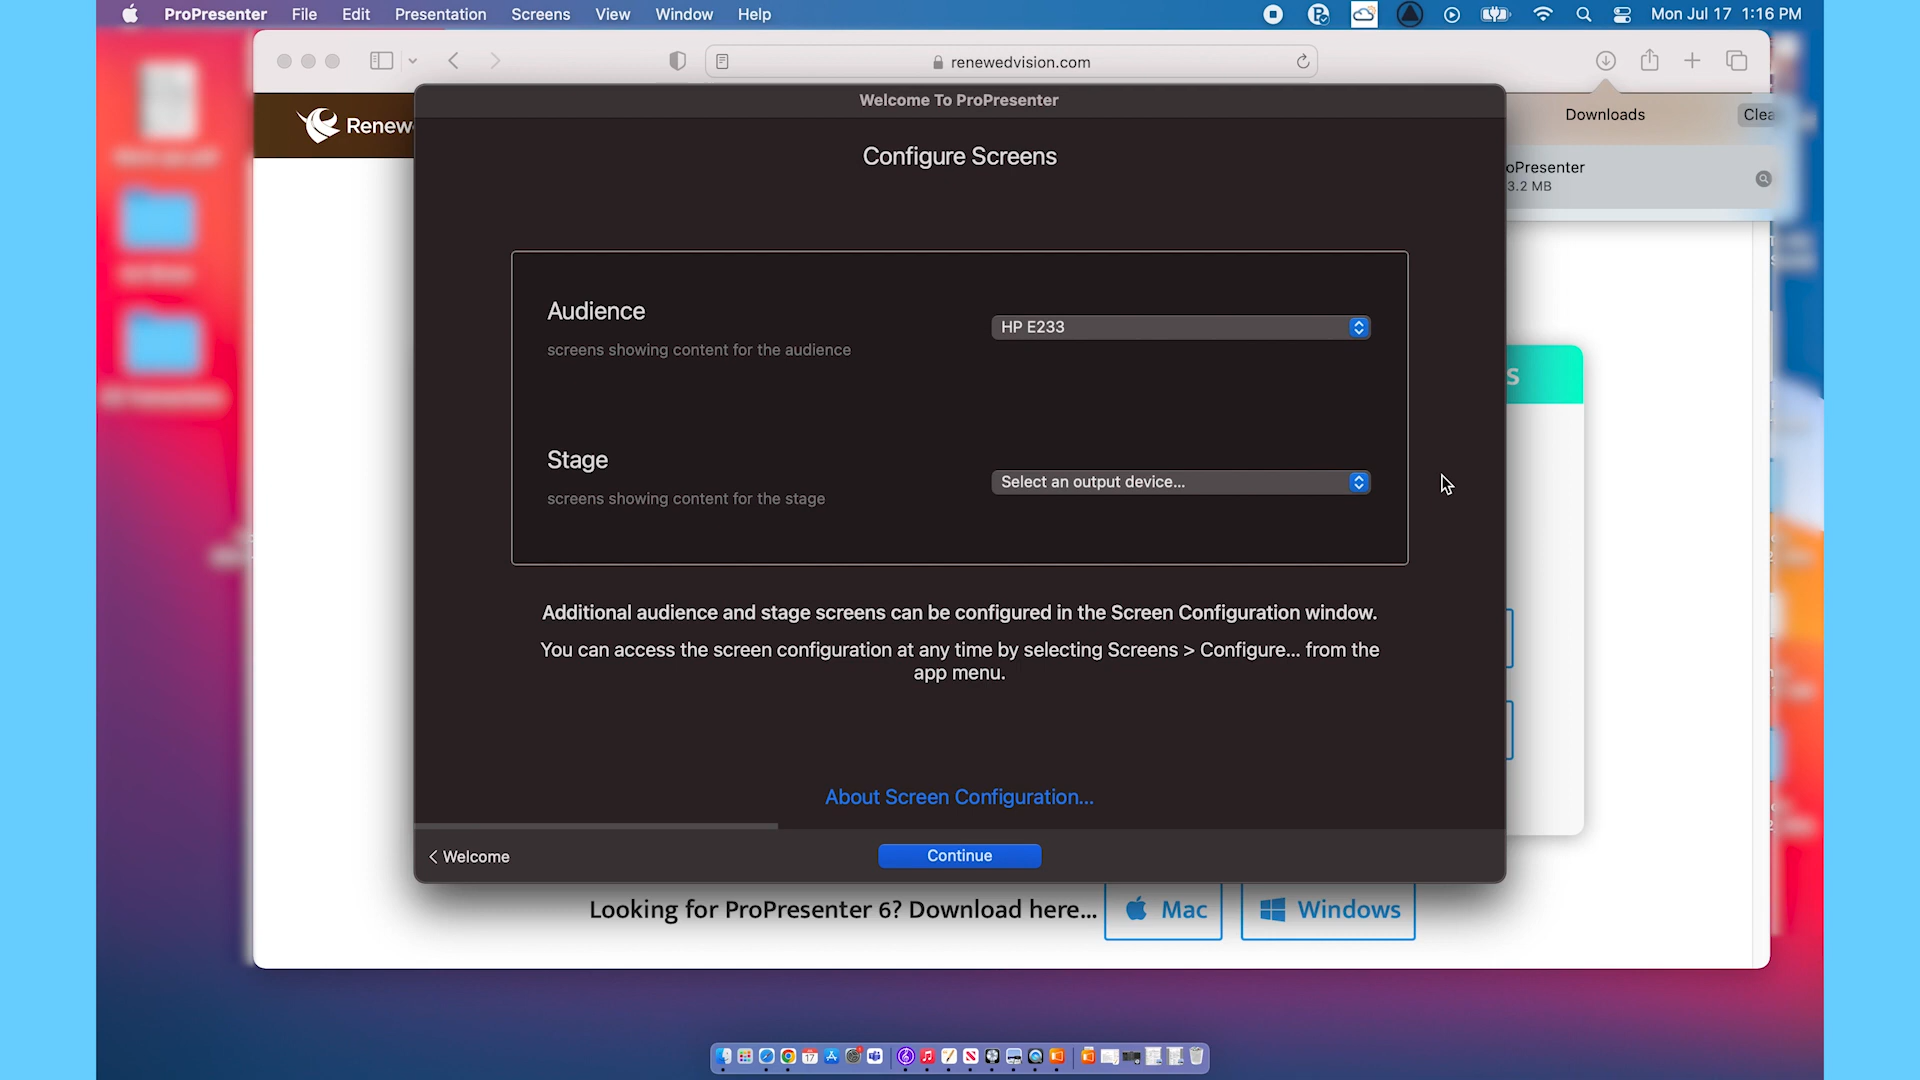 ProPresenter File Edit Presentation Screens View Window Help Mon Jul 17 1:16 PM
renewedvision.com
Welcome To ProPresenter
Downloads
Clea
Renew
Configure Screens
oPresenter
3.2 MB
Audience
HP E233
screens showing content for the audience
S
Stage
Select an output device...
screens showing content for the stage
Additional audience and stage screens can be configured in the Screen Configuration window.
You can access the screen configuration at any time by selecting Screens > Configure... from the
app menu.
About Screen Configuration...
< Welcome
Continue
Looking for ProPresenter 6? Download here...
Mac
Windows